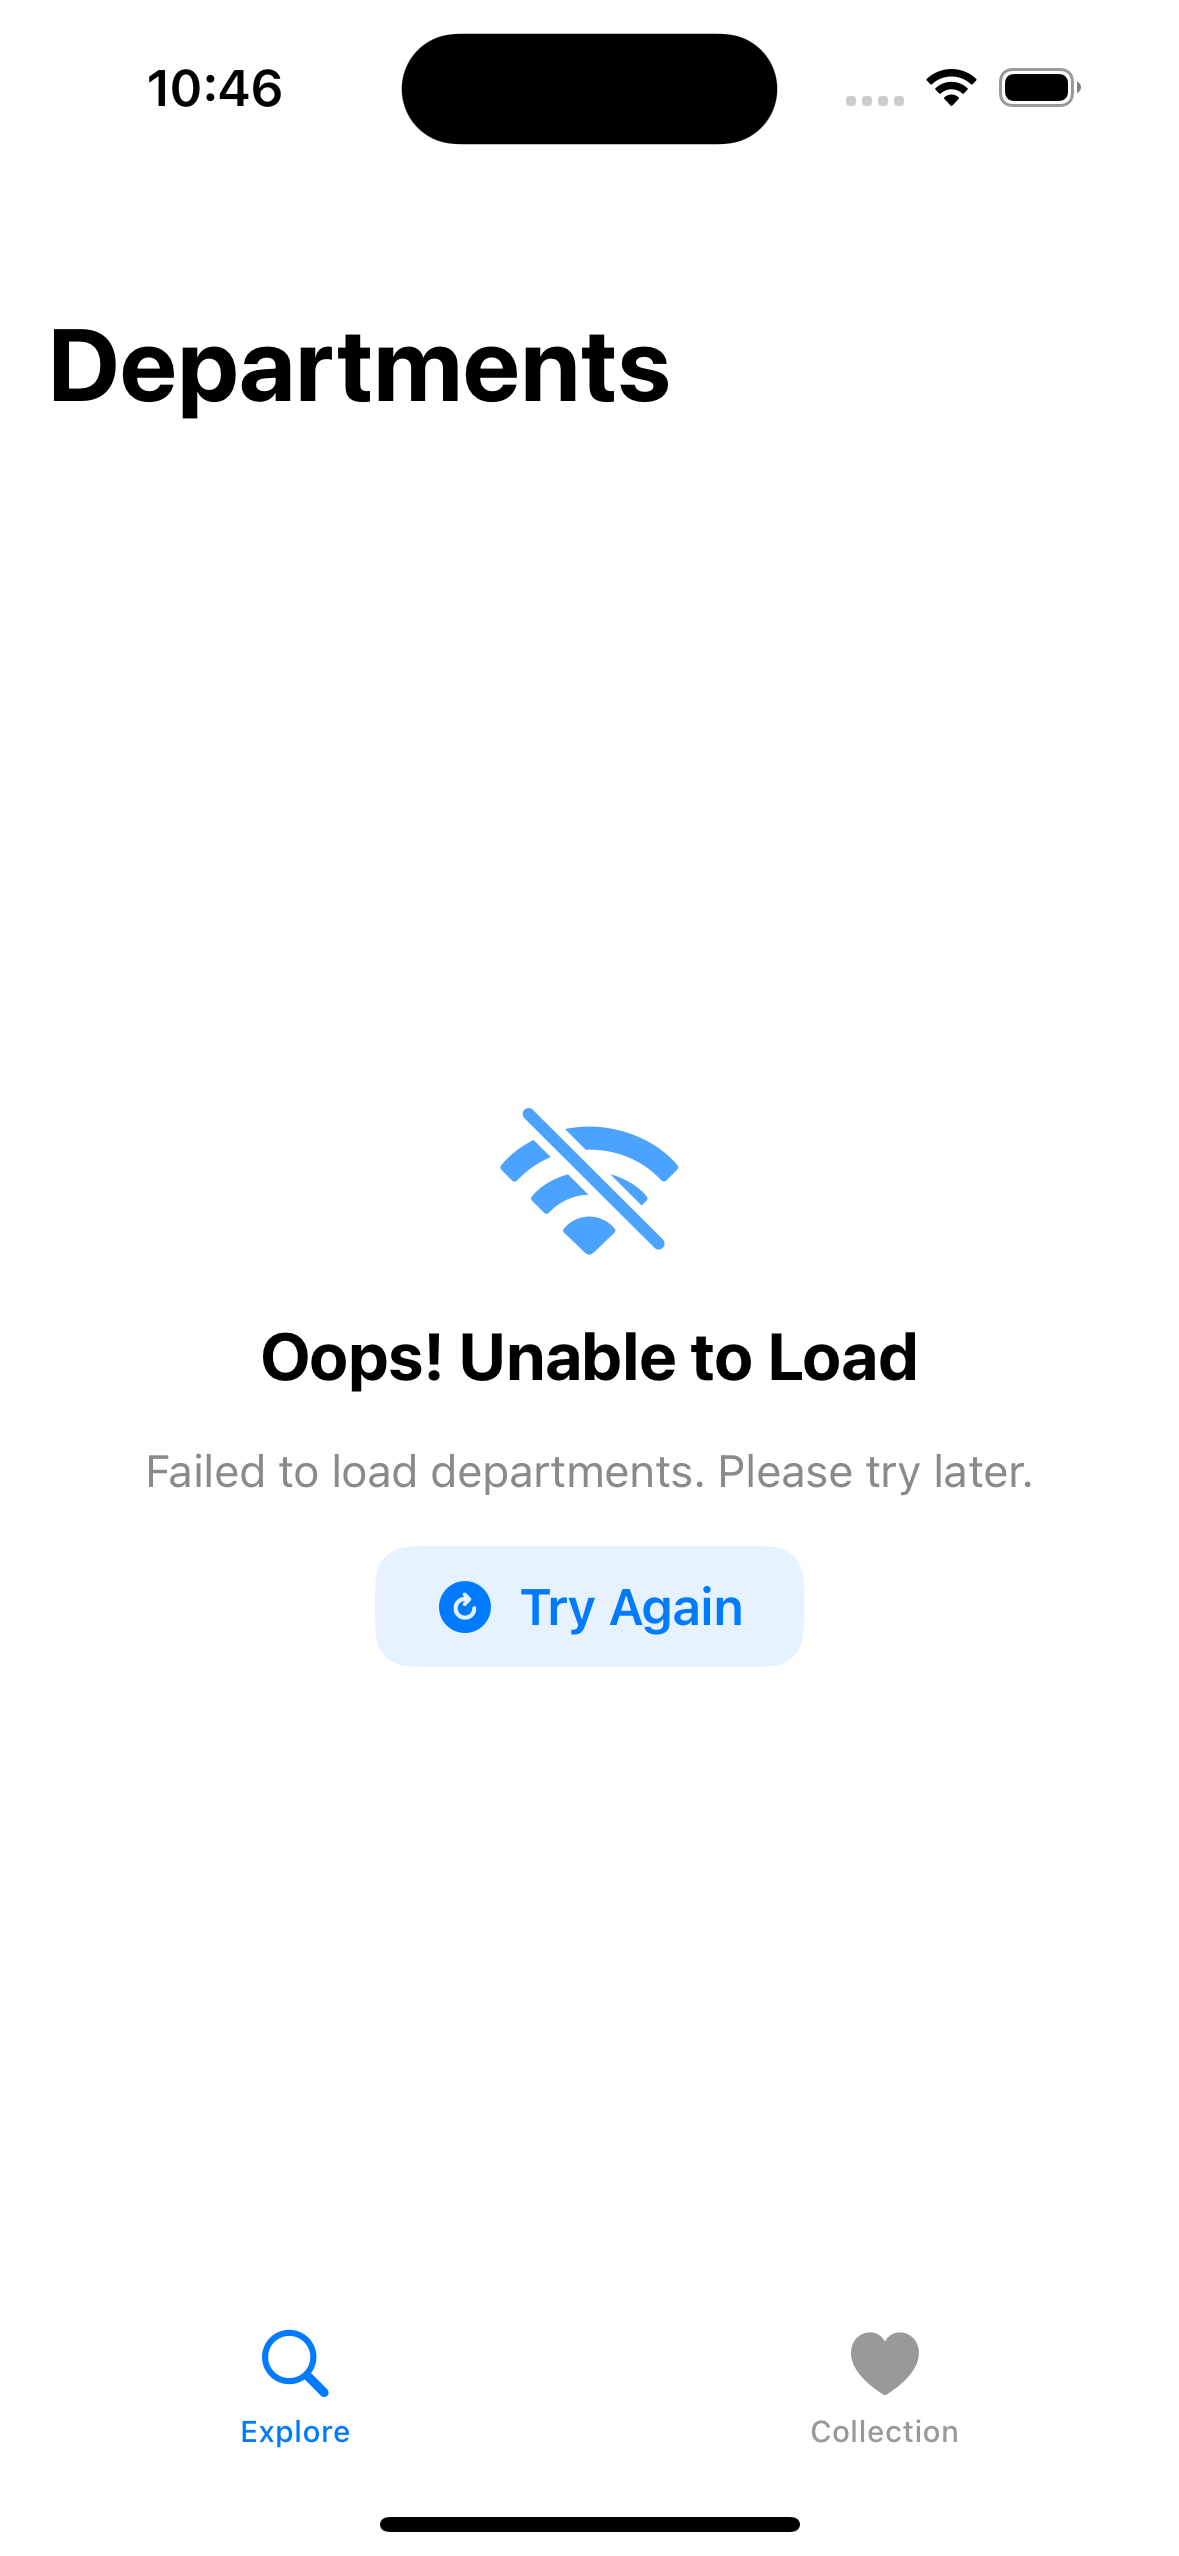 10:46
Departments
Oops! Unable to Load
Failed to load departments. Please try later.
Try Again
Explore
Collection